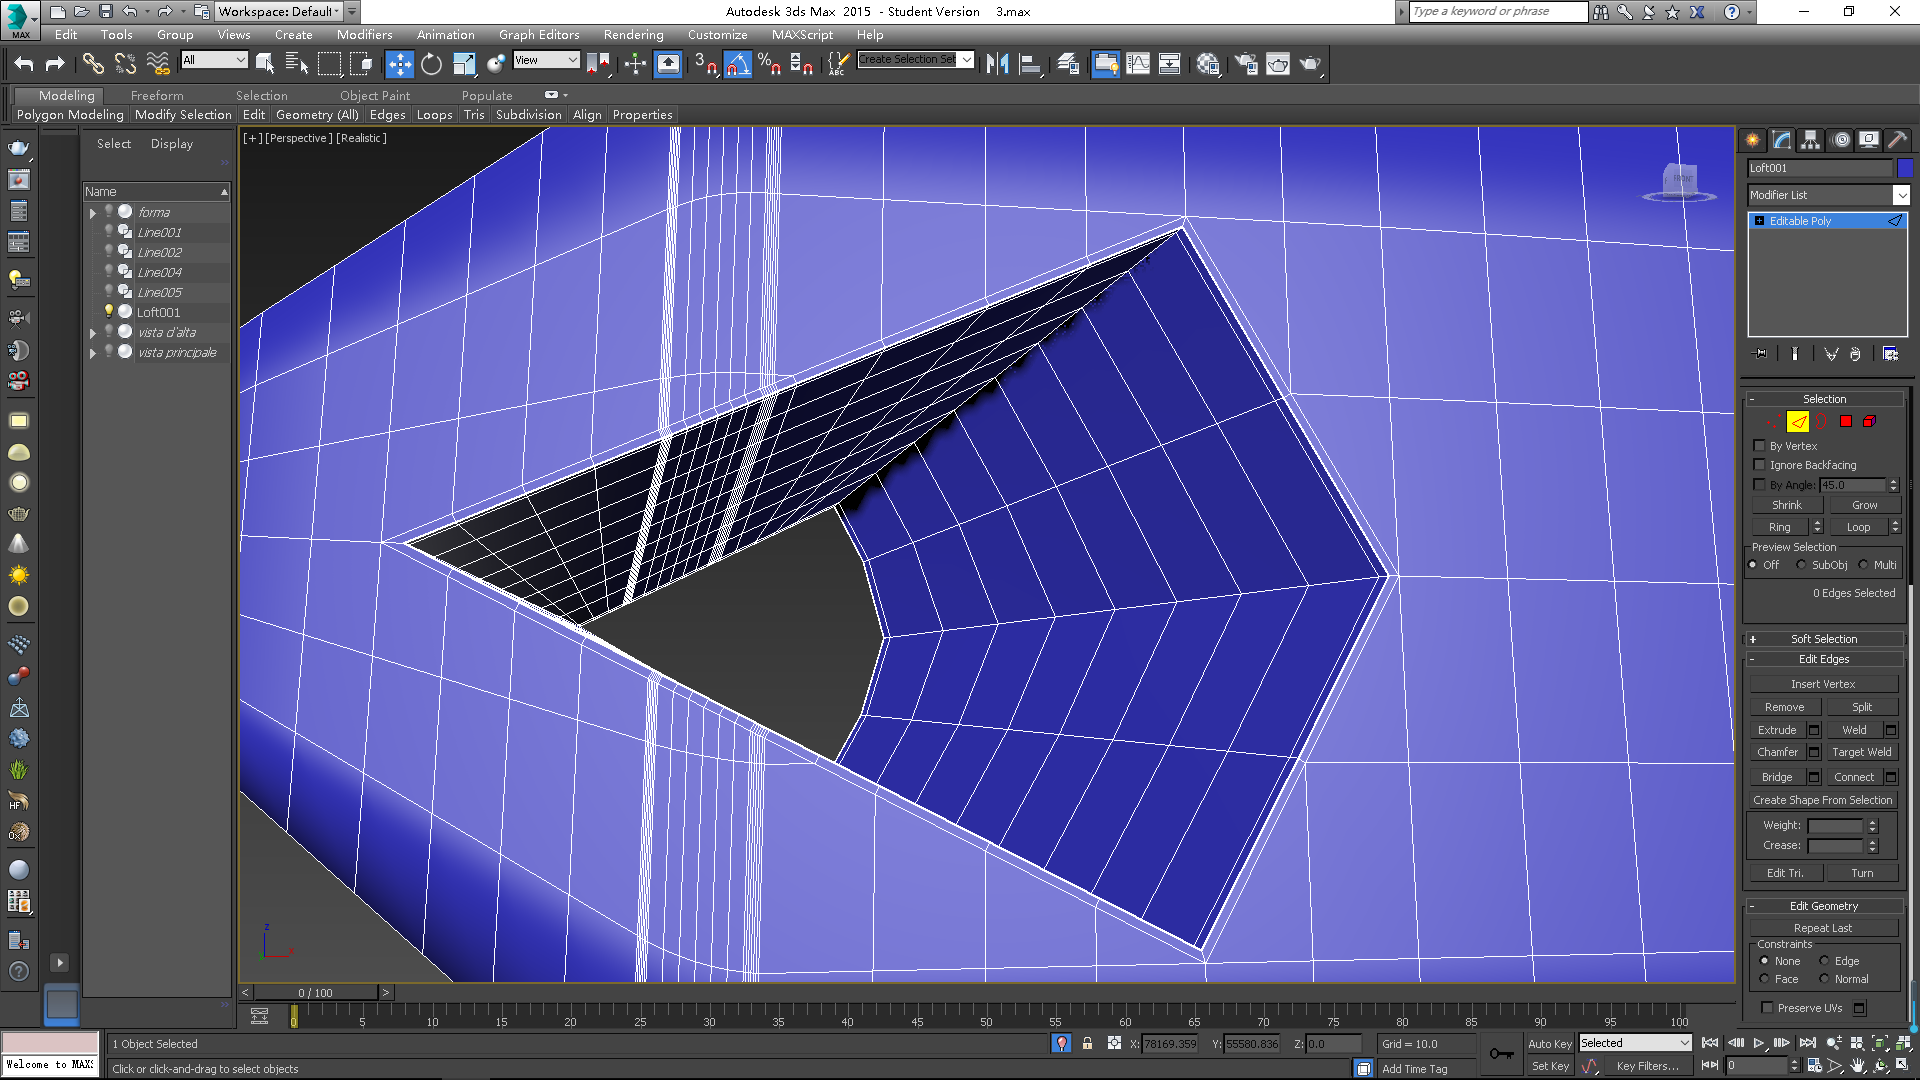 Workspace: Default
Autodesk 3ds Max 2015 - Student Version 3.max
Type a keyword or phrase
MAX
Edit Tools Group Views Create Modifiers Animation Graph Editors Rendering Customize MAXScript Help
All
View
3
ABC
Create Selection Set
Modeling Freeform Selection Object Paint Populate
Polygon Modeling Modify Selection Edit Geometry (All) Edges Loops Tris Subdivision Align Properties
Select Display
Name
forma
Line001
Line002
Line004
Line005
Loft001
vista d'alta
vista principale
[+] [Perspective] [Realistic]
FRONT
z
x
Loft001
Modifier List
Editable Poly
Selection
By Vertex
Ignore Backfacing
By Angle: 45.0
Shrink Grow
Ring Loop
Preview Selection
Off SubObj Multi
0 Edges Selected
Soft Selection
Edit Edges
Insert Vertex
Remove Split
Extrude Weld
Chamfer Target Weld
Bridge Connect
Create Shape From Selection
Weight:
Crease:
Edit Tri. Turn
Edit Geometry
Repeat Last
Constraints
None Edge
Face Normal
Preserve UVs
HF
Ox
0 / 100
0 5 10 15 20 25 30 35 40 45 50 55 60 65 70 75 80 85 90 95 100
1 Object Selected
X: 78169.359 Y: 55580.836 Z: 0.0 Grid = 10.0
Auto Key Selected
Welcome to MAX
Click or click-and-drag to select objects
Add Time Tag
Set Key Key Filters... 0